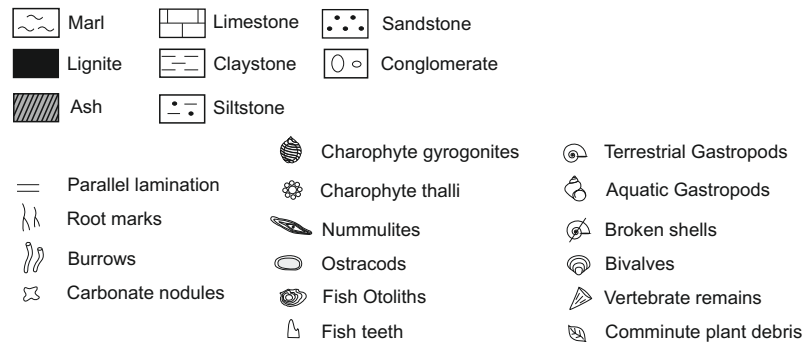 Marl Limestone Sandstone
Lignite Claystone Conglomerate
Ash Siltstone
Charophyte gyrogonites Terrestrial Gastropods
Parallel lamination Charophyte thalli Aquatic Gastropods
Root marks Nummulites Broken shells
Burrows Ostracods Bivalves
Carbonate nodules Fish Otoliths Vertebrate remains
Fish teeth Comminute plant debris